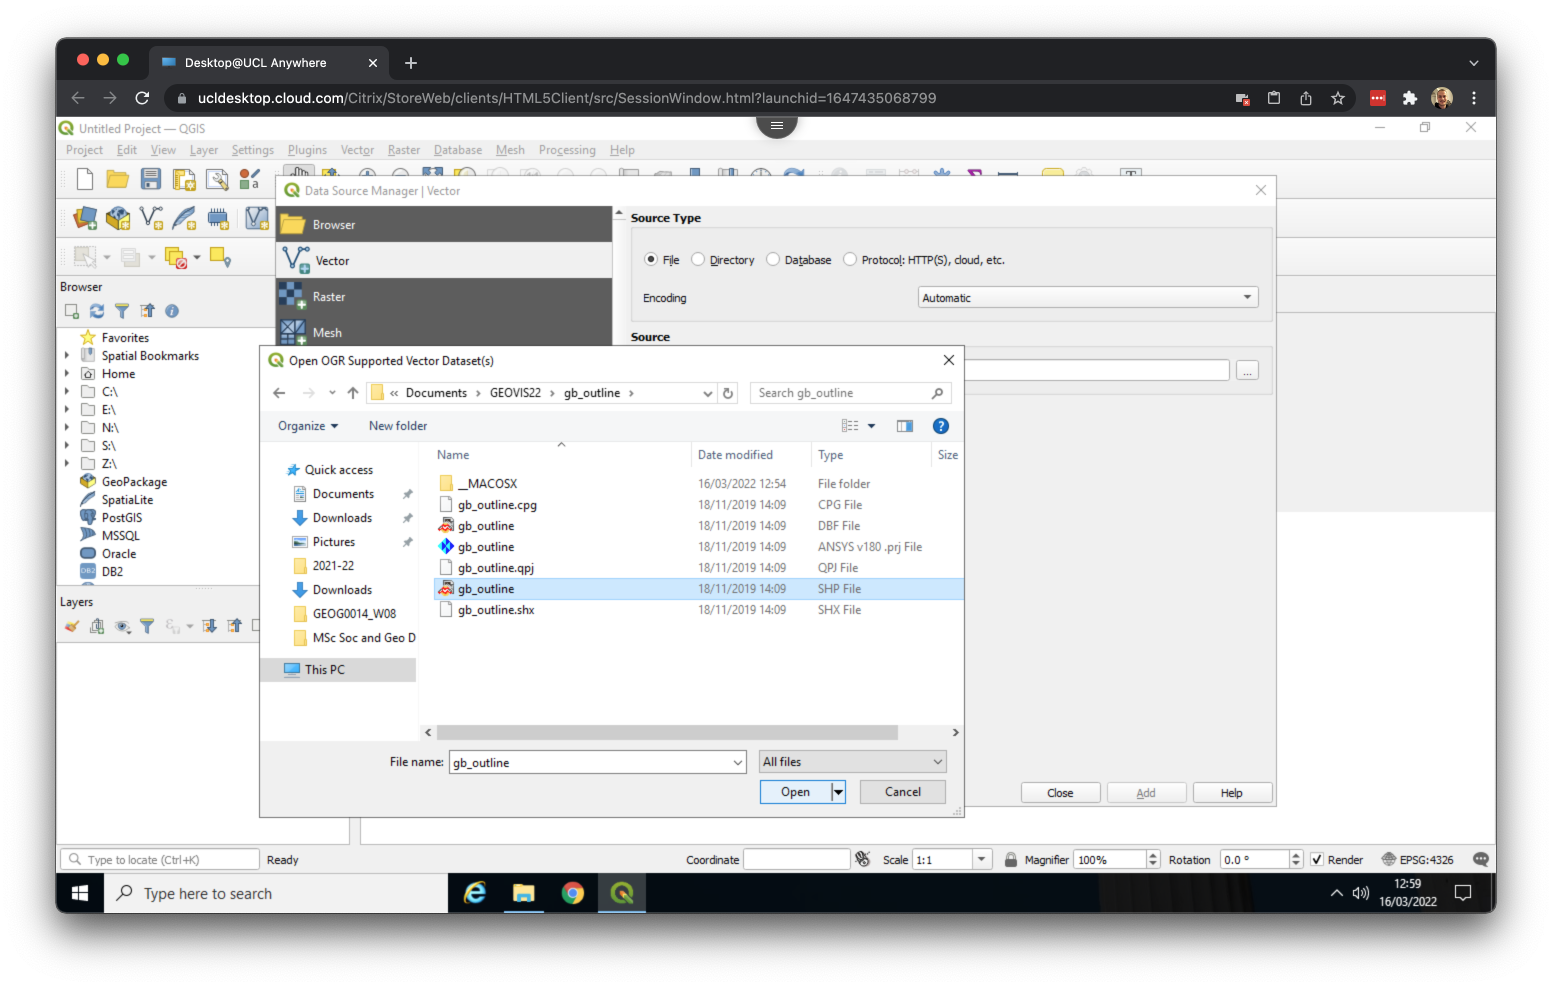 Desktop@UCL Anywhere
ucldesktop.cloud.com/Citrix/StoreWeb/clients/HTML5Client/src/SessionWindow.html?launchid=1647435068799
Untitled Project — QGIS
Project Edit View Layer Settings Plugins Vector Raster Database Mesh Processing Help
Data Source Manager | Vector
Browser
Vector
Raster
Mesh
Source Type
File Directory Database Protocol: HTTP(S), cloud, etc.
Encoding Automatic
Source
...
Browser
Favorites
Spatial Bookmarks
Home
C:\
E:\
N:\
S:\
Z:\
GeoPackage
SpatiaLite
PostGIS
MSSQL
Oracle
DB2
Layers
Open OGR Supported Vector Dataset(s)
« Documents › GEOVIS22 › gb_outline ›
Search gb_outline
Organize New folder
Quick access
Documents
Downloads
Pictures
2021-22
Downloads
GEOG0014_W08
MSc Soc and Geo D
This PC
Name Date modified Type Size
__MACOSX 16/03/2022 12:54 File folder
gb_outline.cpg 18/11/2019 14:09 CPG File
gb_outline 18/11/2019 14:09 DBF File
gb_outline 18/11/2019 14:09 ANSYS v180 .prj File
gb_outline.qpj 18/11/2019 14:09 QPJ File
gb_outline 18/11/2019 14:09 SHP File
gb_outline.shx 18/11/2019 14:09 SHX File
File name: gb_outline All files
Open Cancel
Close Add Help
Type to locate (Ctrl+K) Ready Coordinate Scale 1:1 Magnifier 100% Rotation 0.0 ° Render EPSG:4326
Type here to search
12:59
16/03/2022